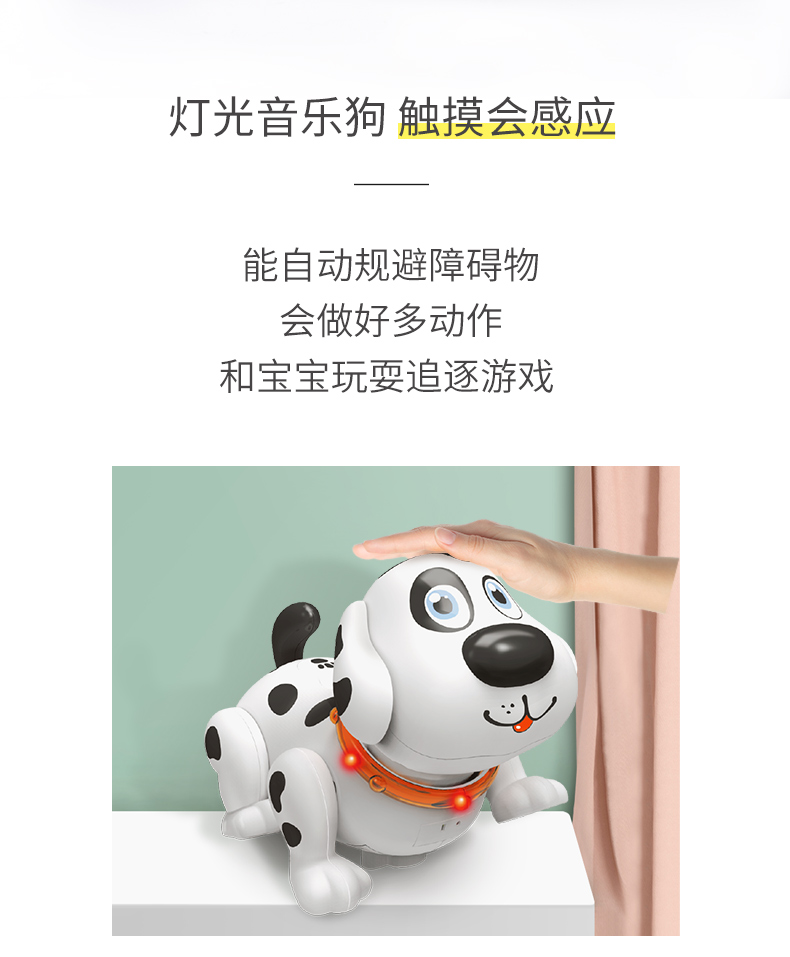 灯光音乐狗 触摸会感应
能自动规避障碍物
会做好多动作
和宝宝玩耍追逐游戏